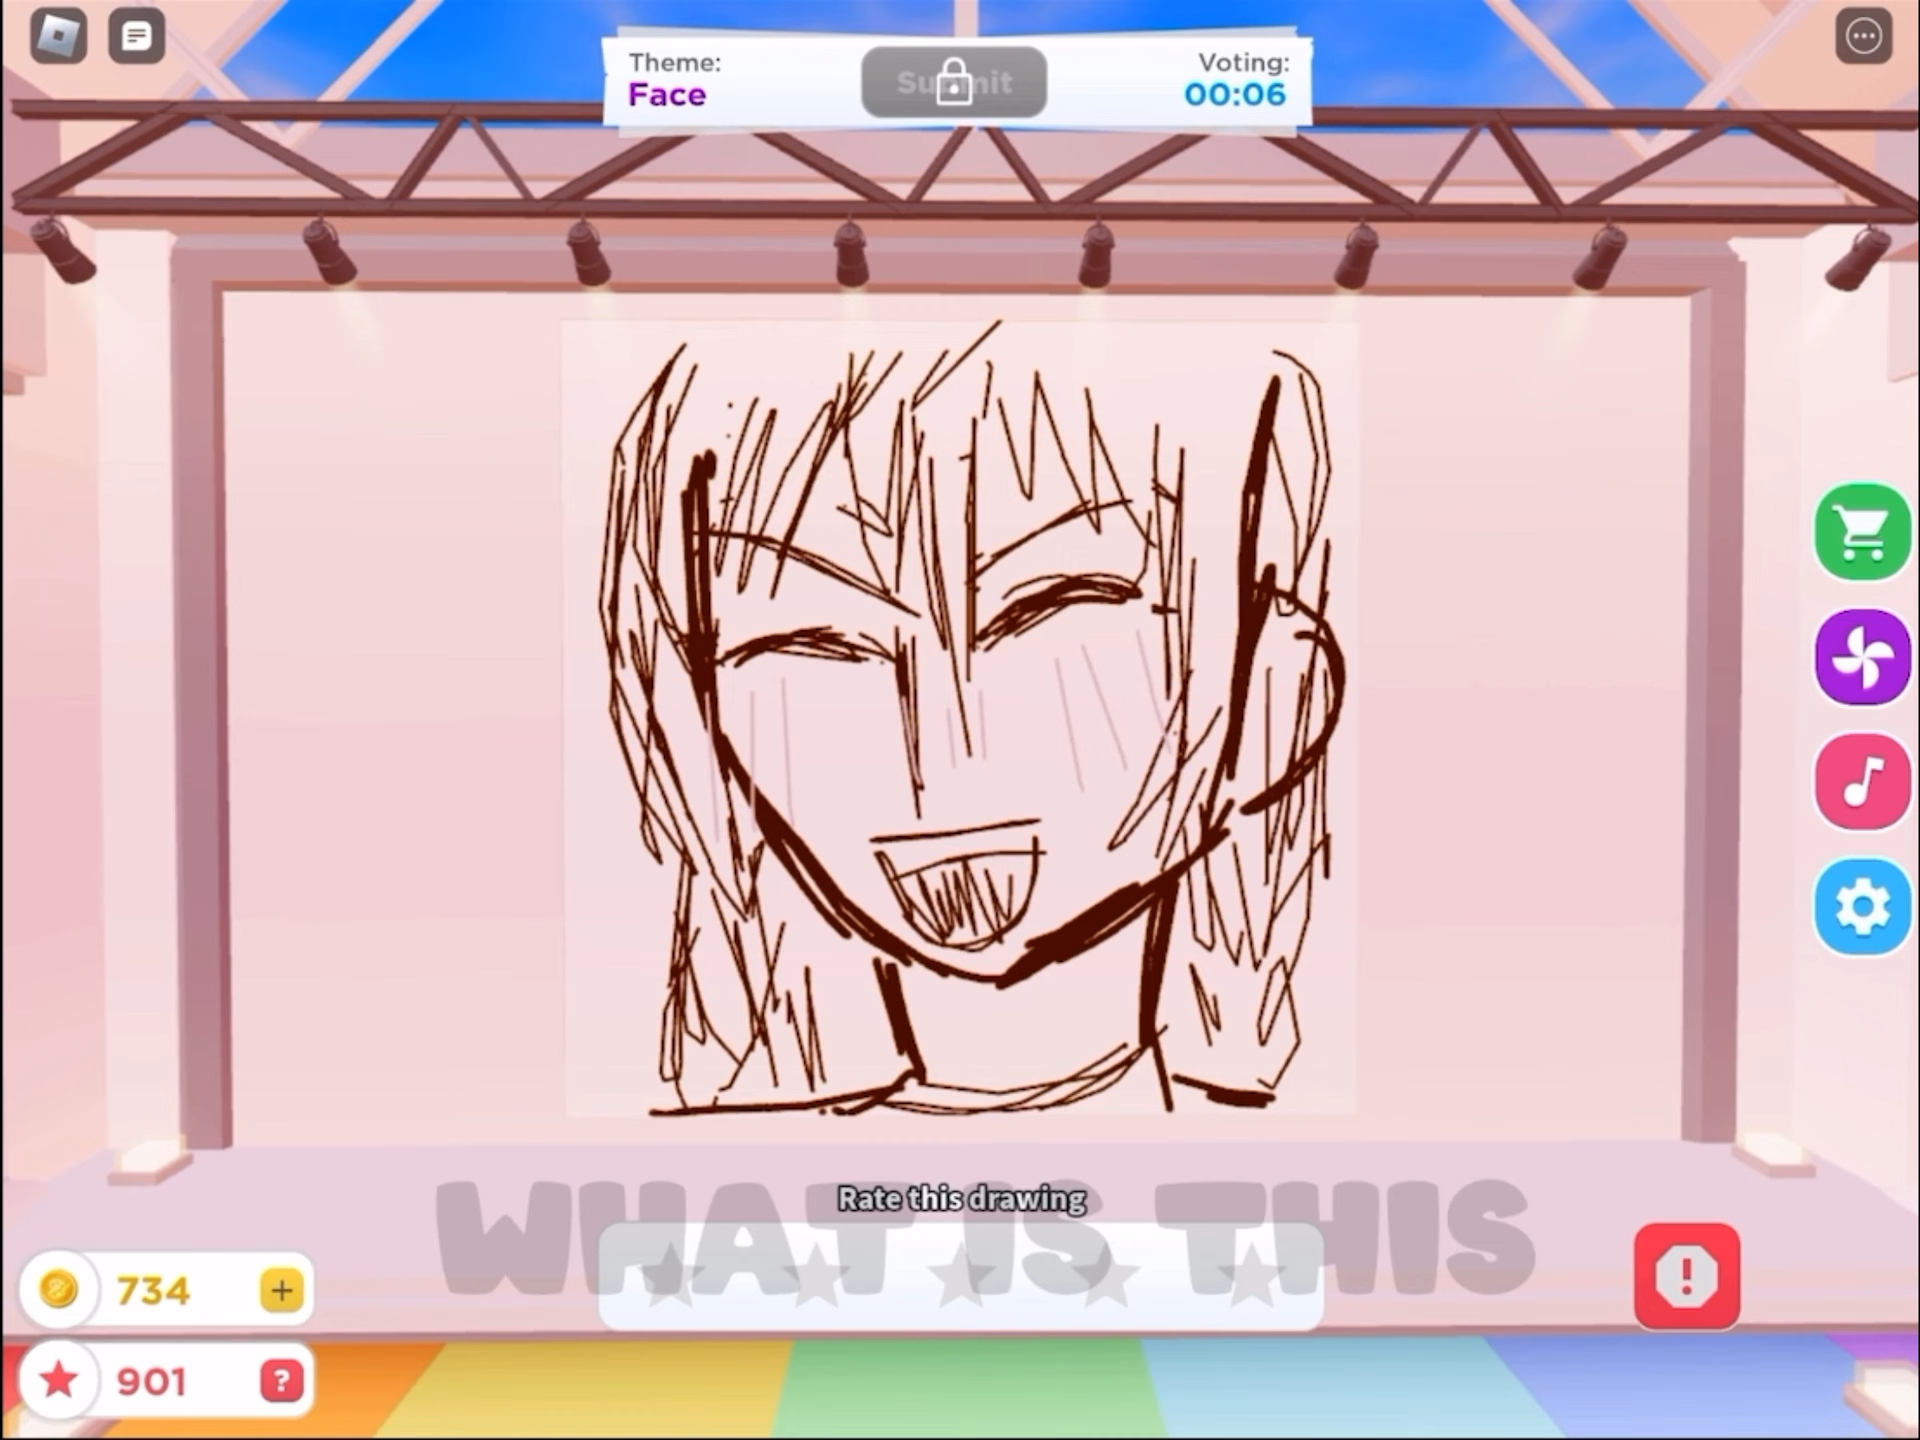 Theme:
Face
Submit
Voting:
00:06
Rate this drawing
WHAT IS THIS
734
+
901
?